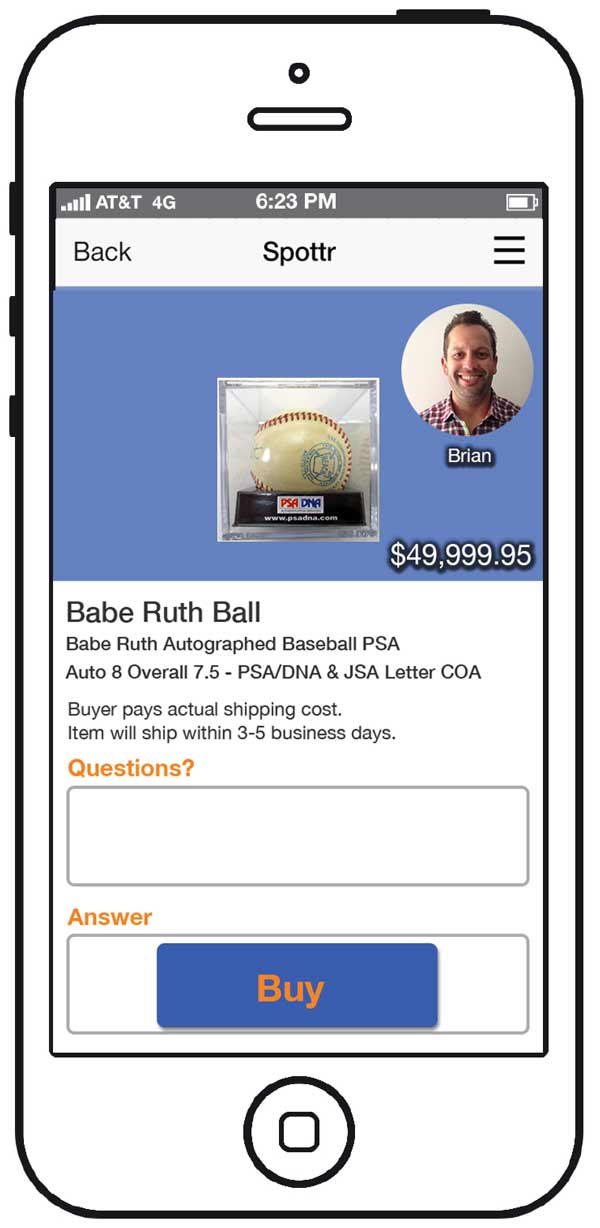 AT&T 4G 6:23 PM
Back Spottr
Brian
PSA DNA
www.psadna.com
$49,999.95
Babe Ruth Ball
Babe Ruth Autographed Baseball PSA
Auto 8 Overall 7.5 - PSA/DNA & JSA Letter COA
Buyer pays actual shipping cost.
Item will ship within 3-5 business days.
Questions?
Answer
Buy